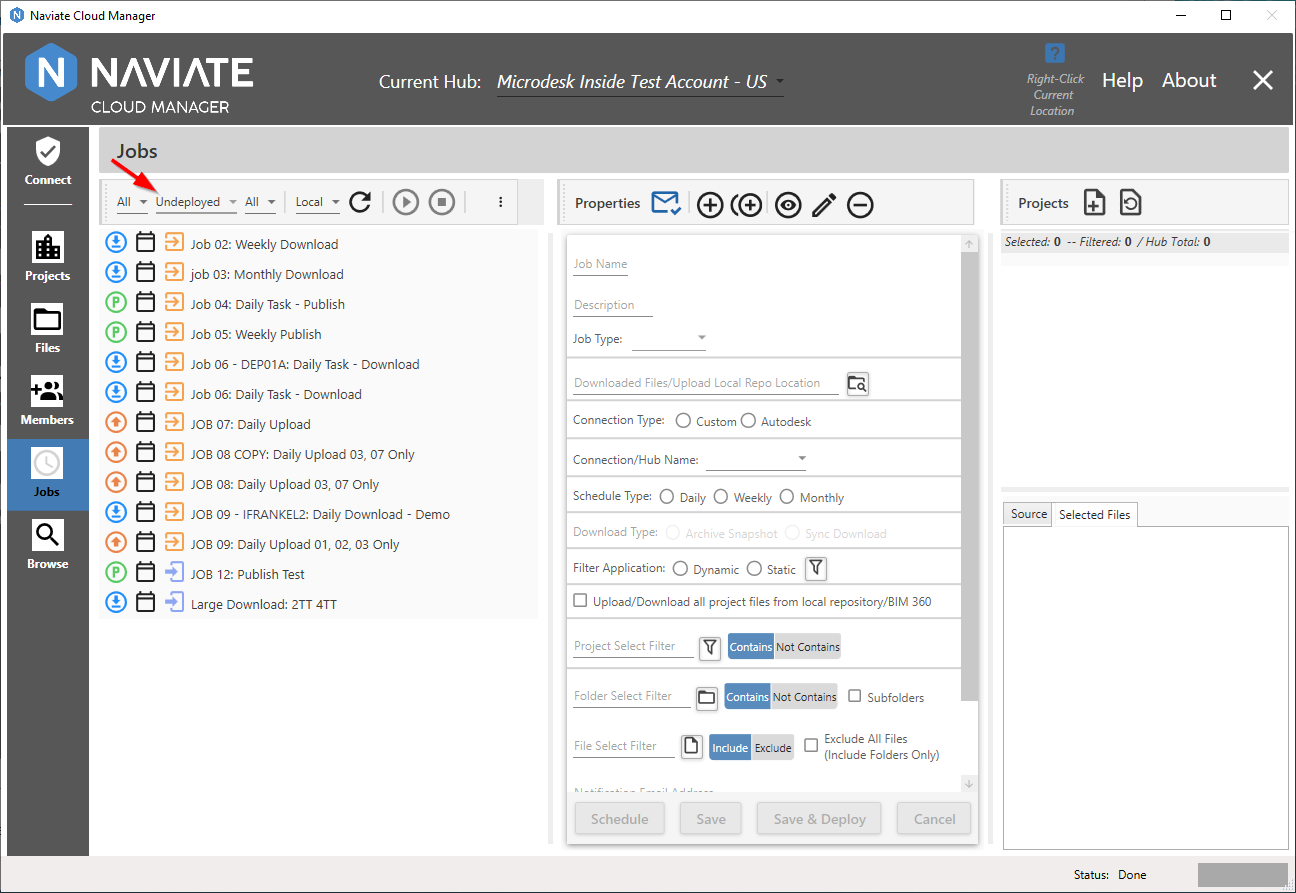 Naviate Cloud Manager
N NAVIATE
CLOUD MANAGER
Current Hub: Microdesk Inside Test Account - US
?
Right-Click
Current
Location
Help About
Connect
Projects
Files
Members
Jobs
Browse
Jobs
All Undeployed All Local
Job 02: Weekly Download
job 03: Monthly Download
P Job 04: Daily Task - Publish
P Job 05: Weekly Publish
Job 06 - DEP01A: Daily Task - Download
Job 06: Daily Task - Download
JOB 07: Daily Upload
JOB 08 COPY: Daily Upload 03, 07 Only
JOB 08: Daily Upload 03, 07 Only
JOB 09 - IFRANKEL2: Daily Download - Demo
JOB 09: Daily Upload 01, 02, 03 Only
P JOB 12: Publish Test
Large Download: 2TT 4TT
Properties
Job Name
Description
Job Type:
Downloaded Files/Upload Local Repo Location
Connection Type: Custom Autodesk
Connection/Hub Name:
Schedule Type: Daily Weekly Monthly
Download Type: Archive Snapshot Sync Download
Filter Application: Dynamic Static
Upload/Download all project files from local repository/BIM 360
Project Select Filter Contains Not Contains
Folder Select Filter Contains Not Contains Subfolders
File Select Filter Include Exclude Exclude All Files
(Include Folders Only)
Notification Email Address
Schedule Save Save & Deploy Cancel
Projects
Selected: 0 -- Filtered: 0 / Hub Total: 0
Source Selected Files
Status: Done